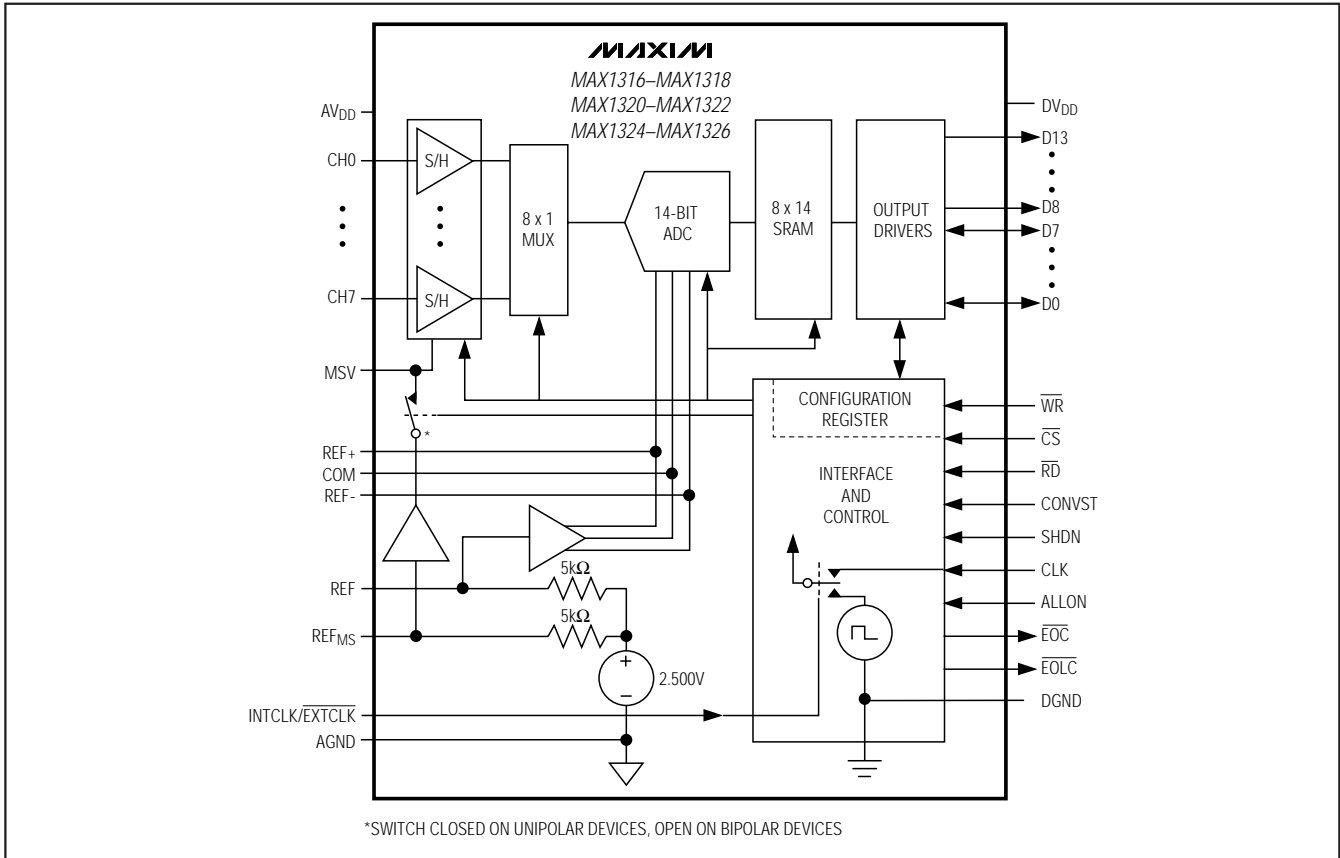 MAXIM
MAX1316–MAX1318
MAX1320–MAX1322
MAX1324–MAX1326
AVDD
CH0
CH7
MSV
REF+
COM
REF-
REF
REFMS
INTCLK/EXTCLK
AGND
S/H
S/H
8 x 1
MUX
14-BIT
ADC
8 x 14
SRAM
OUTPUT
DRIVERS
CONFIGURATION
REGISTER
INTERFACE
AND
CONTROL
*
5kΩ
5kΩ
+
−
2.500V
DVDD
D13
D8
D7
D0
WR
CS
RD
CONVST
SHDN
CLK
ALLON
EOC
EOLC
DGND
*SWITCH CLOSED ON UNIPOLAR DEVICES, OPEN ON BIPOLAR DEVICES